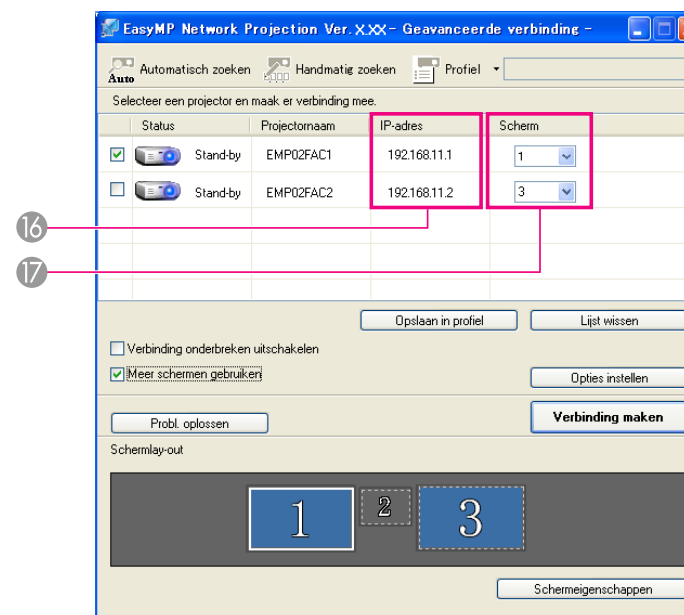 EasyMP Network Projection Ver. X.XX - Geavanceerde verbinding -
Auto Automatisch zoeken Handmatig zoeken Profiel
Selecteer een projector en maak er verbinding mee.
Status Projectornaam IP-adres Scherm
Stand-by EMP02FAC1 192.168.11.1 1
Stand-by EMP02FAC2 192.168.11.2 3
16
17
Opslaan in profiel Lijst wissen
Verbinding onderbreken uitschakelen
Meer schermen gebruiken Opties instellen
Probl. oplossen Verbinding maken
Schermlay-out
1 2 3
Schermeigenschappen